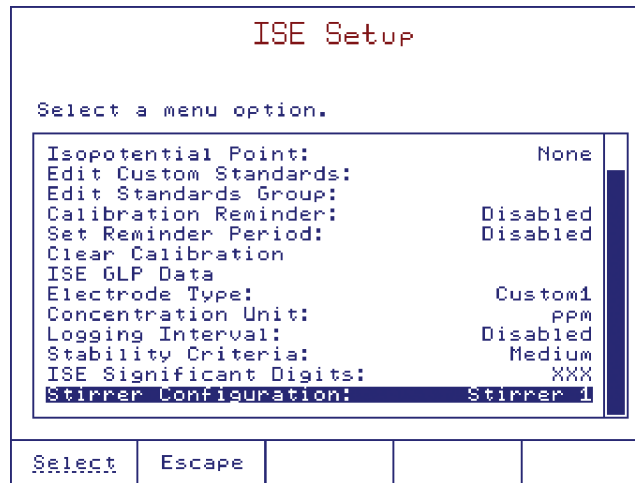 ISE Setup
Select a menu option.
Isopotential Point: None
Edit Custom Standards:
Edit Standards Group:
Calibration Reminder: Disabled
Set Reminder Period: Disabled
Clear Calibration
ISE GLP Data
Electrode Type: Custom1
Concentration Unit: ppm
Logging Interval: Disabled
Stability Criteria: Medium
ISE Significant Digits: XXX
Stirrer Configuration: Stirrer 1
Select Escape